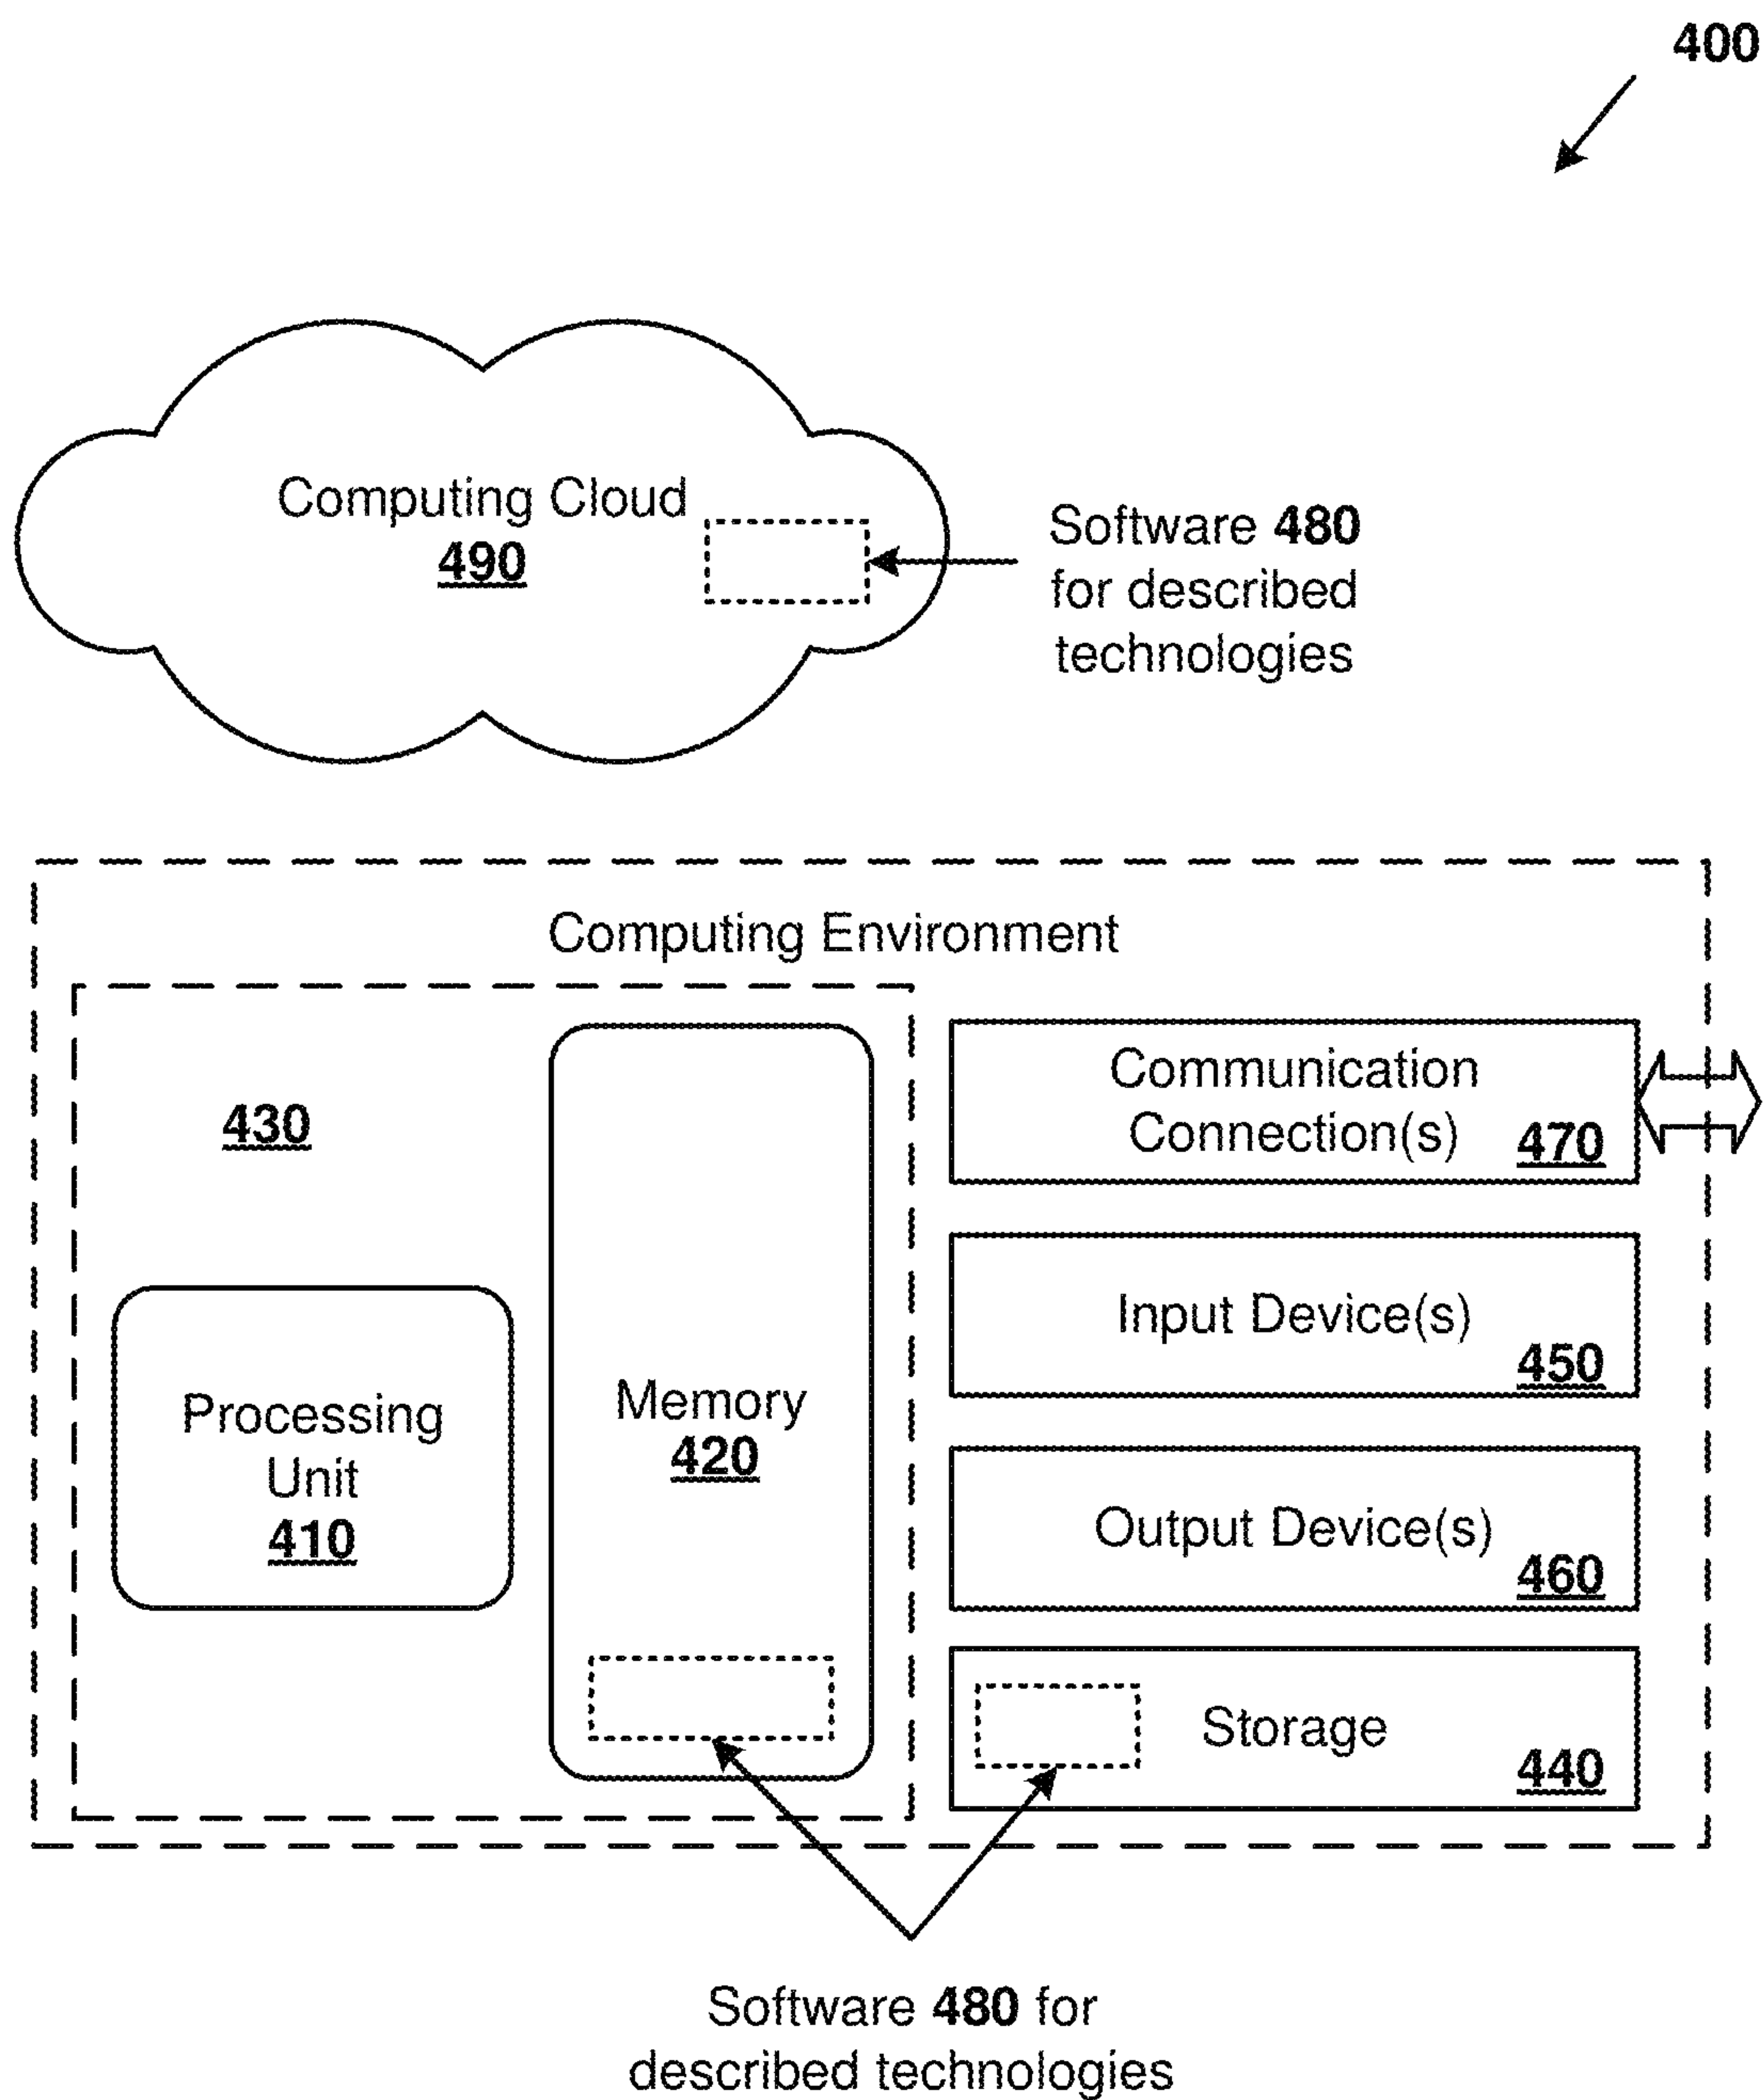 400
Computing Cloud
490
Software 480
for described
technologies
Computing Environment
430
Processing
Unit
410
Memory
420
Communication
Connection(s)
470
Input Device(s)
450
Output Device(s)
460
Storage
440
Software 480 for
described technologies